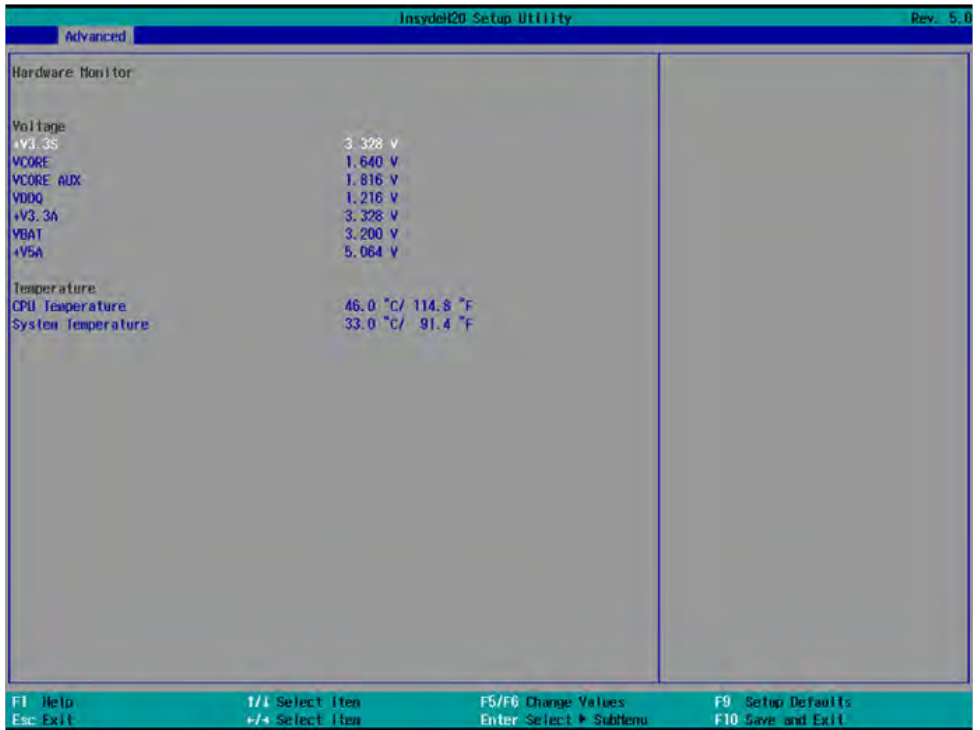 InsydeH20 Setup Utility Rev. 5.0
Advanced
Hardware Monitor
Voltage
+V3.3S 3.328 V
VCORE 1.640 V
VCORE AUX 1.816 V
VDDQ 1.216 V
+V3.3A 3.328 V
VBAT 3.200 V
+V5A 5.064 V
Temperature
CPU Temperature 46.0 °C/ 114.8 °F
System Temperature 33.0 °C/ 91.4 °F
F1 Help ↑/↓ Select Item F5/F6 Change Values F9 Setup Defaults
Esc Exit ←/→ Select Item Enter Select ▶ SubMenu F10 Save and Exit